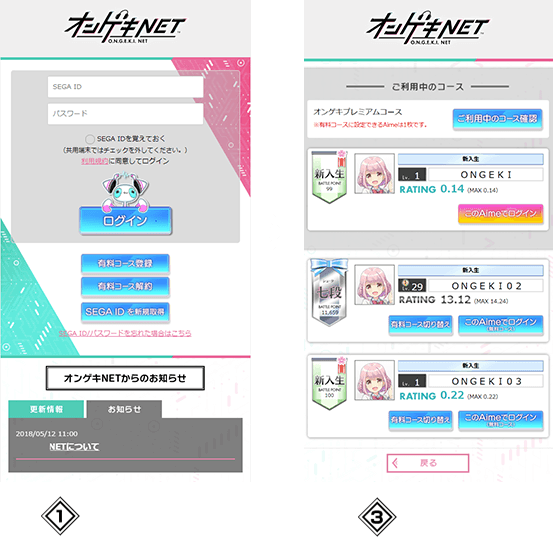 オンゲキNET
O.N.G.E.K.I. NET
SEGA ID
パスワード
SEGA IDを覚えておく
(共用端末ではチェックを外してください。)
利用規約に同意してログイン
ログイン
有料コース登録
有料コース解約
SEGA ID を新規取得
SEGA ID/パスワードを忘れた場合はこちら
オンゲキNETからのお知らせ
更新情報
お知らせ
2018/05/12 11:00
NETについて
1
オンゲキNET
O.N.G.E.K.I. NET
ご利用中のコース
オンゲキプレミアムコース
※有料コースに設定できるAimeは1枚です。
ご利用中のコース確認
新入生
新入生
BATTLE POINT
99
Lv. 1
ONGEKI
RATING 0.14 (MAX 0.14)
このAimeでログイン
新入生
七段
BATTLE POINT
11,659
29
ONGEKI02
RATING 13.12 (MAX 14.24)
有料コース切り替え
このAimeでログイン
(無料コース)
新入生
新入生
BATTLE POINT
100
Lv. 1
ONGEKI03
RATING 0.22 (MAX 0.22)
有料コース切り替え
このAimeでログイン
(無料コース)
戻る
3